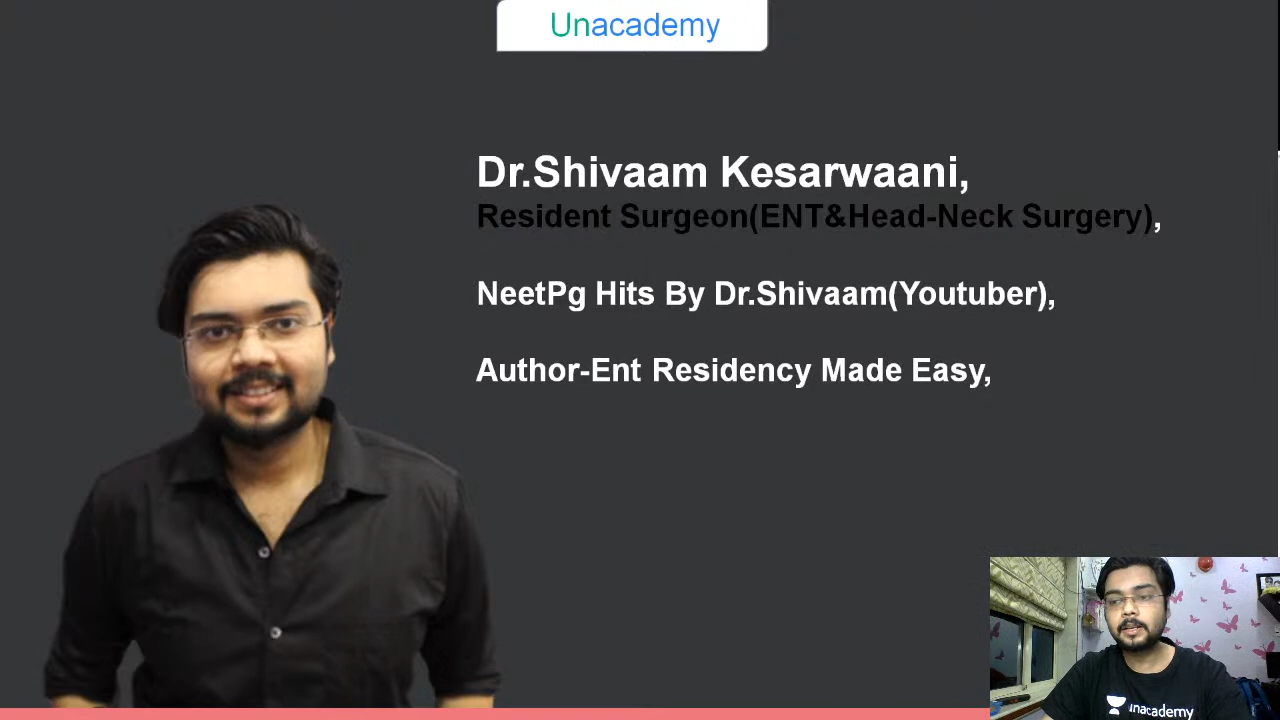 Unacademy
Dr.Shivaam Kesarwaani,
Resident Surgeon(ENT&Head-Neck Surgery),
NeetPg Hits By Dr.Shivaam(Youtuber),
Author-Ent Residency Made Easy,
unacademy